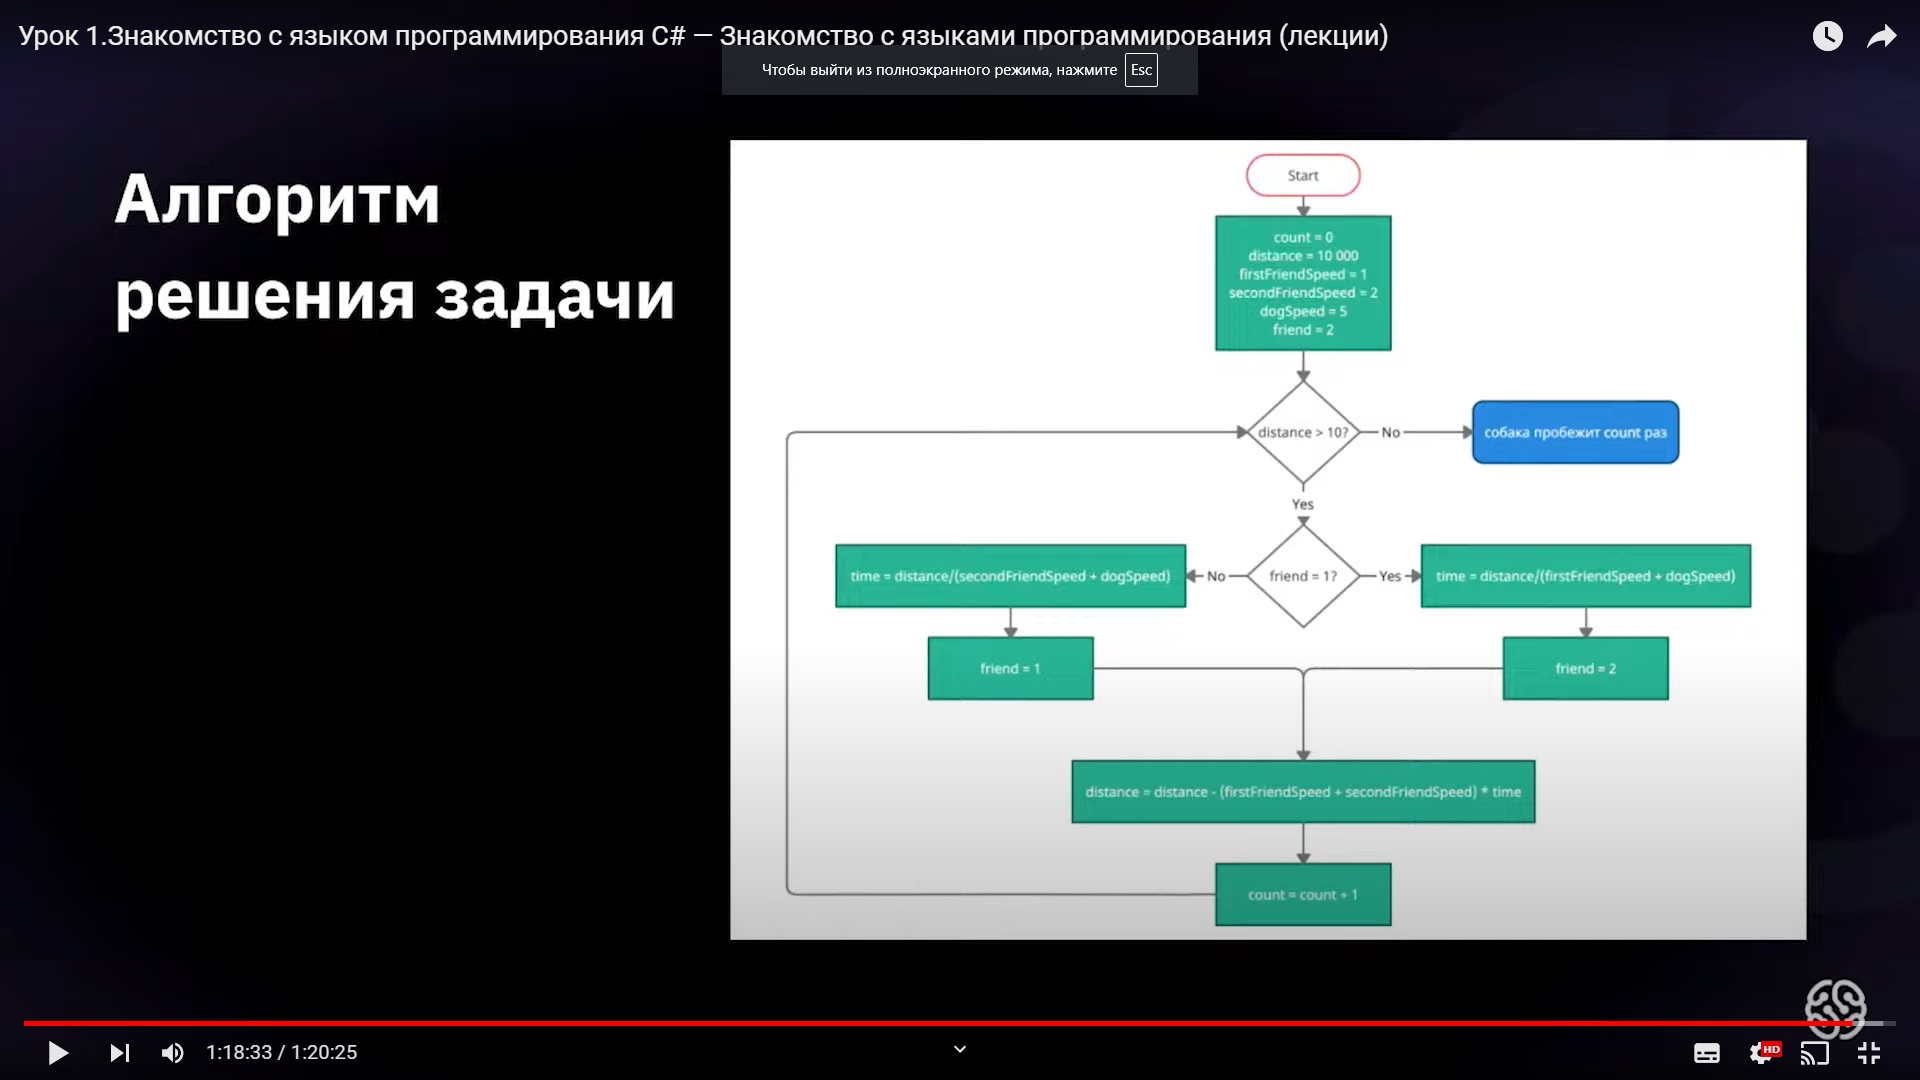 Урок 1.Знакомство с языком программирования C# — Знакомство с языками программирования (лекции)
Чтобы выйти из полноэкранного режима, нажмите Esc
Алгоритм
решения задачи
Start
count = 0
distance = 10 000
firstFriendSpeed = 1
secondFriendSpeed = 2
dogSpeed = 5
friend = 2
distance > 10?
No
собака пробежит count раз
Yes
time = distance/(secondFriendSpeed + dogSpeed)
No
friend = 1?
Yes
time = distance/(firstFriendSpeed + dogSpeed)
friend = 1
friend = 2
distance = distance - (firstFriendSpeed + secondFriendSpeed) * time
count = count + 1
1:18:33 / 1:20:25
HD